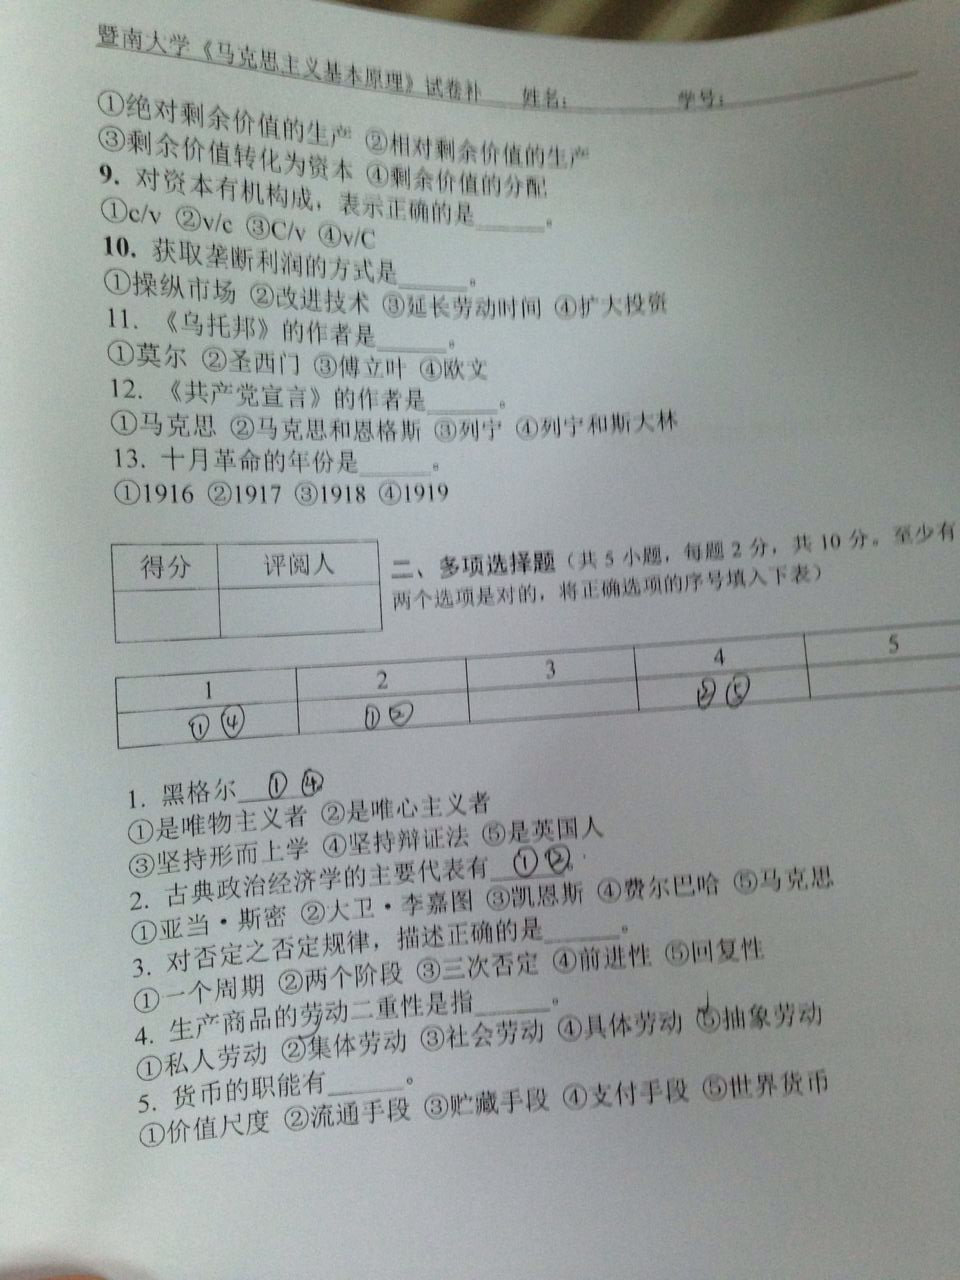 暨南大学《马克思主义基本原理》试卷补 姓名：______ 学号：______
①绝对剩余价值的生产 ②相对剩余价值的生产
③剩余价值转化为资本 ④剩余价值的分配
9. 对资本有机构成，表示正确的是______。
①c/v ②v/c ③C/v ④v/C
10. 获取垄断利润的方式是______。
①操纵市场 ②改进技术 ③延长劳动时间 ④扩大投资
11. 《乌托邦》的作者是______。
①莫尔 ②圣西门 ③傅立叶 ④欧文
12. 《共产党宣言》的作者是______。
①马克思 ②马克思和恩格斯 ③列宁 ④列宁和斯大林
13. 十月革命的年份是______。
①1916 ②1917 ③1918 ④1919
得分 评阅人
二、多项选择题（共 5 小题，每题 2 分，共 10 分。至少有
两个选项是对的，将正确选项的序号填入下表）
1 2 3 4 5
①④ ①② ②⑤
1. 黑格尔 ① ④
①是唯物主义者 ②是唯心主义者
③坚持形而上学 ④坚持辩证法 ⑤是英国人
2. 古典政治经济学的主要代表有 ①②。
①亚当·斯密 ②大卫·李嘉图 ③凯恩斯 ④费尔巴哈 ⑤马克思
3. 对否定之否定规律，描述正确的是______。
①一个周期 ②两个阶段 ③三次否定 ④前进性 ⑤回复性
4. 生产商品的劳动二重性是指______。
①私人劳动 ②集体劳动 ③社会劳动 ④具体劳动 ⑤抽象劳动
5. 货币的职能有______。
①价值尺度 ②流通手段 ③贮藏手段 ④支付手段 ⑤世界货币